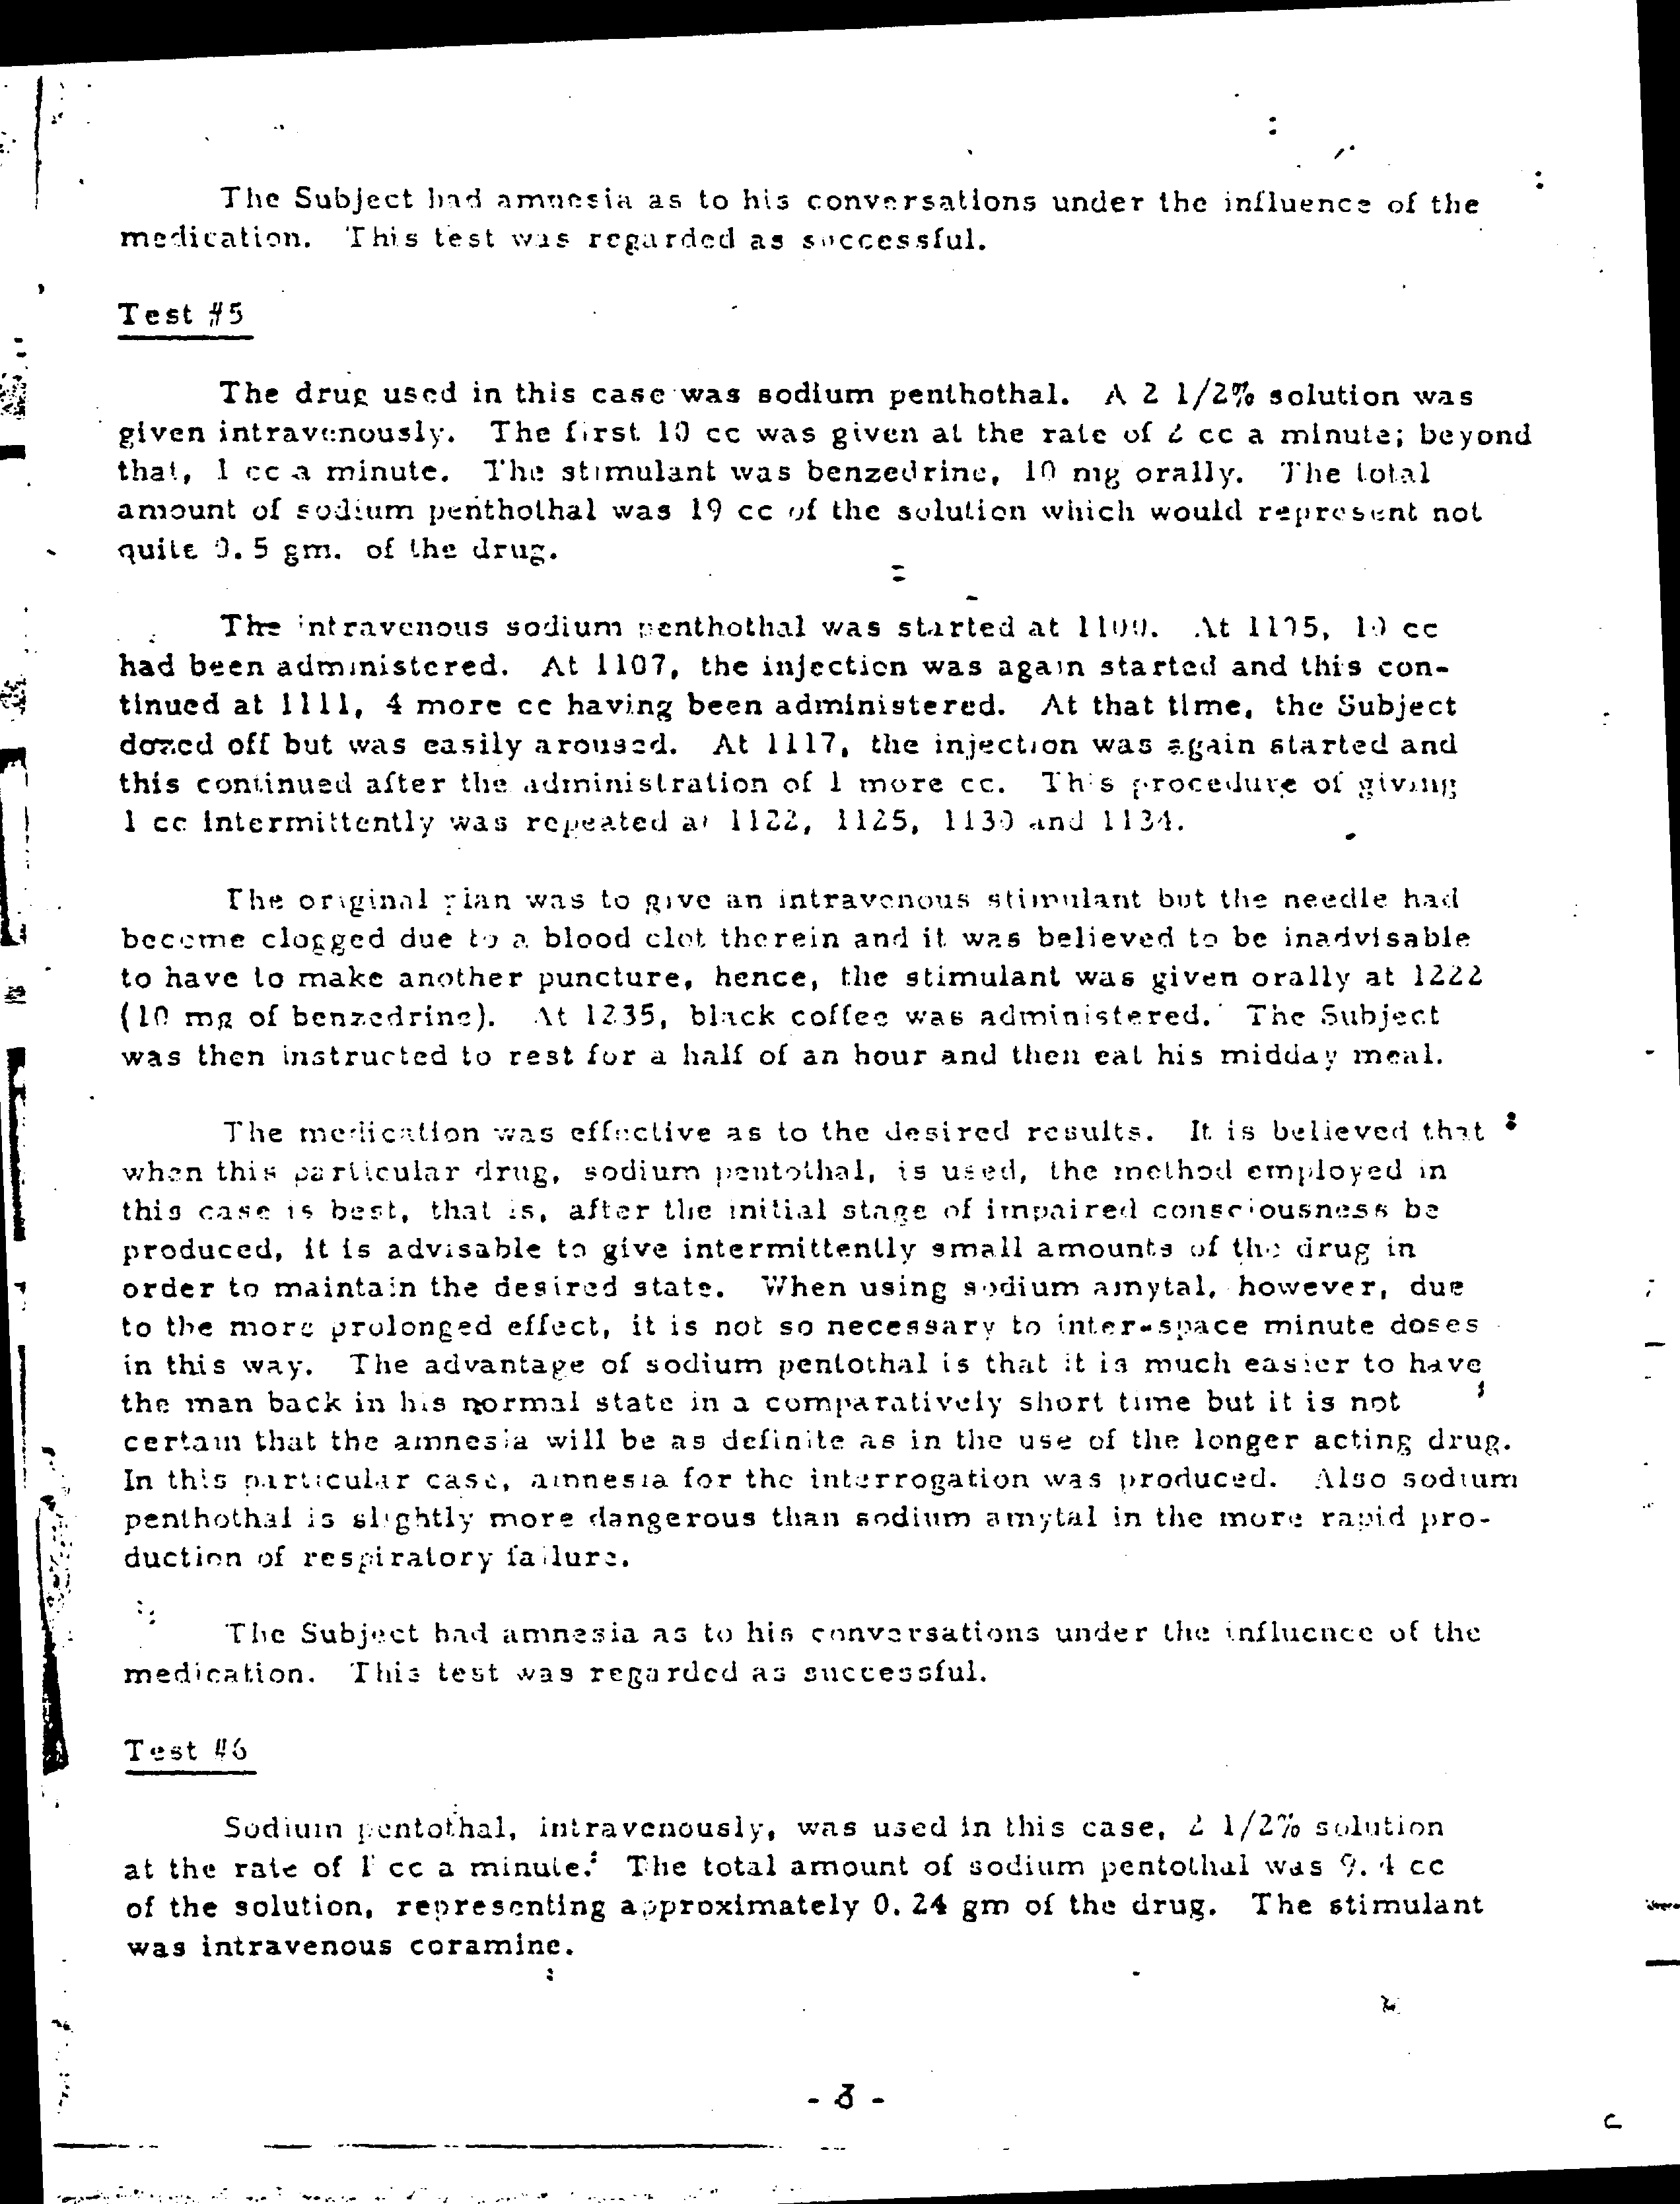 The Subject had amnesia as to his conversations under the influence of the
medication. This test was regarded as successful.
Test #5
The drug used in this case was sodium penthothal. A 2 1/2% solution was
given intravenously. The first 10 cc was given at the rate of 2 cc a minute; beyond
that, 1 cc a minute. The stimulant was benzedrine, 10 mg orally. The total
amount of sodium penthothal was 19 cc of the solution which would represent not
quite 0.5 gm. of the drug.
The intravenous sodium penthothal was started at 1100. At 1105, 10 cc
had been administered. At 1107, the injection was again started and this con-
tinued at 1111, 4 more cc having been administered. At that time, the Subject
dozed off but was easily aroused. At 1117, the injection was again started and
this continued after the administration of 1 more cc. This procedure of giving
1 cc intermittently was repeated at 1122, 1125, 1130 and 1134.
The original plan was to give an intravenous stimulant but the needle had
become clogged due to a blood clot therein and it was believed to be inadvisable
to have to make another puncture, hence, the stimulant was given orally at 1222
(10 mg of benzedrine). At 1235, black coffee was administered. The Subject
was then instructed to rest for a half of an hour and then eat his midday meal.
The medication was effective as to the desired results. It is believed that
when this particular drug, sodium pentothal, is used, the method employed in
this case is best, that is, after the initial stage of impaired consciousness be
produced, it is advisable to give intermittently small amounts of the drug in
order to maintain the desired state. When using sodium amytal, however, due
to the more prolonged effect, it is not so necessary to inter-space minute doses
in this way. The advantage of sodium pentothal is that it is much easier to have
the man back in his normal state in a comparatively short time but it is not
certain that the amnesia will be as definite as in the use of the longer acting drug.
In this particular case, amnesia for the interrogation was produced. Also sodium
penthothal is slightly more dangerous than sodium amytal in the more rapid pro-
duction of respiratory failure.
The Subject had amnesia as to his conversations under the influence of the
medication. This test was regarded as successful.
Test #6
Sodium pentothal, intravenously, was used in this case, 2 1/2% solution
at the rate of 1 cc a minute. The total amount of sodium pentothal was 9.4 cc
of the solution, representing approximately 0.24 gm of the drug. The stimulant
was intravenous coramine.